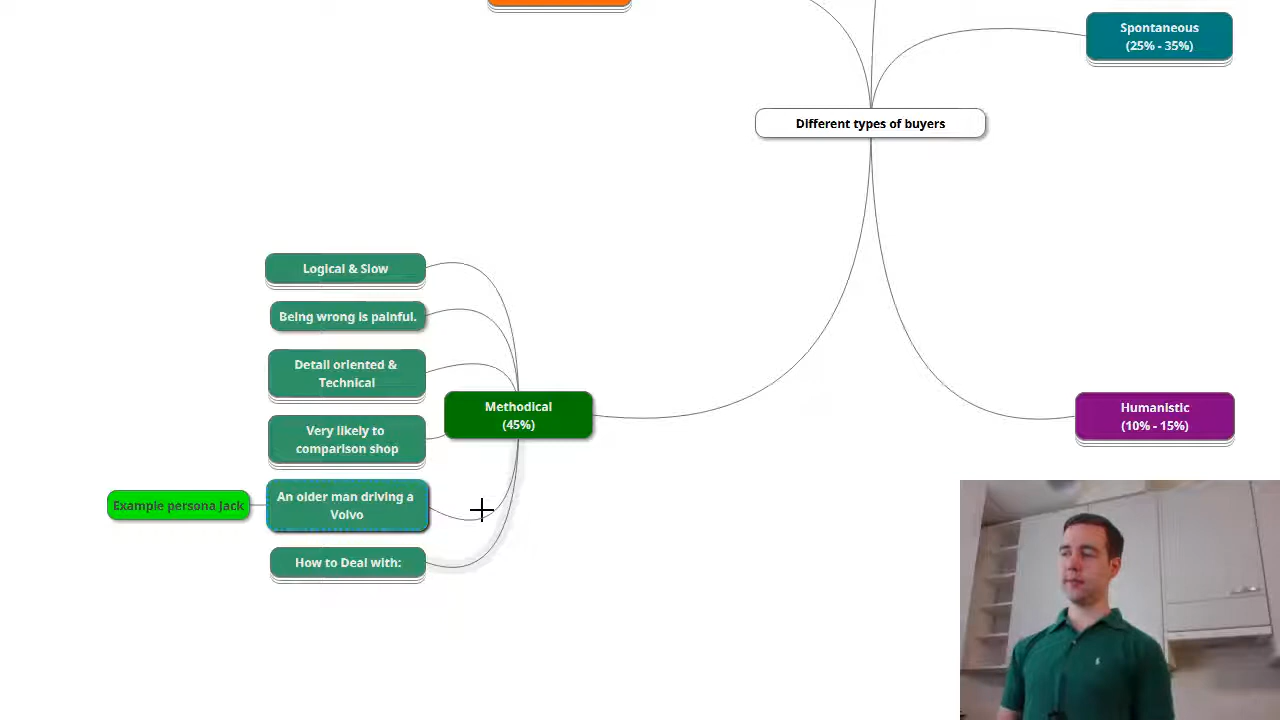 Spontaneous
(25% - 35%)
Different types of buyers
Logical & Slow
Being wrong is painful.
Detail oriented &
Technical
Methodical
(45%)
Very likely to
comparison shop
Humanistic
(10% - 15%)
Example persona Jack
An older man driving a
Volvo
How to Deal with: